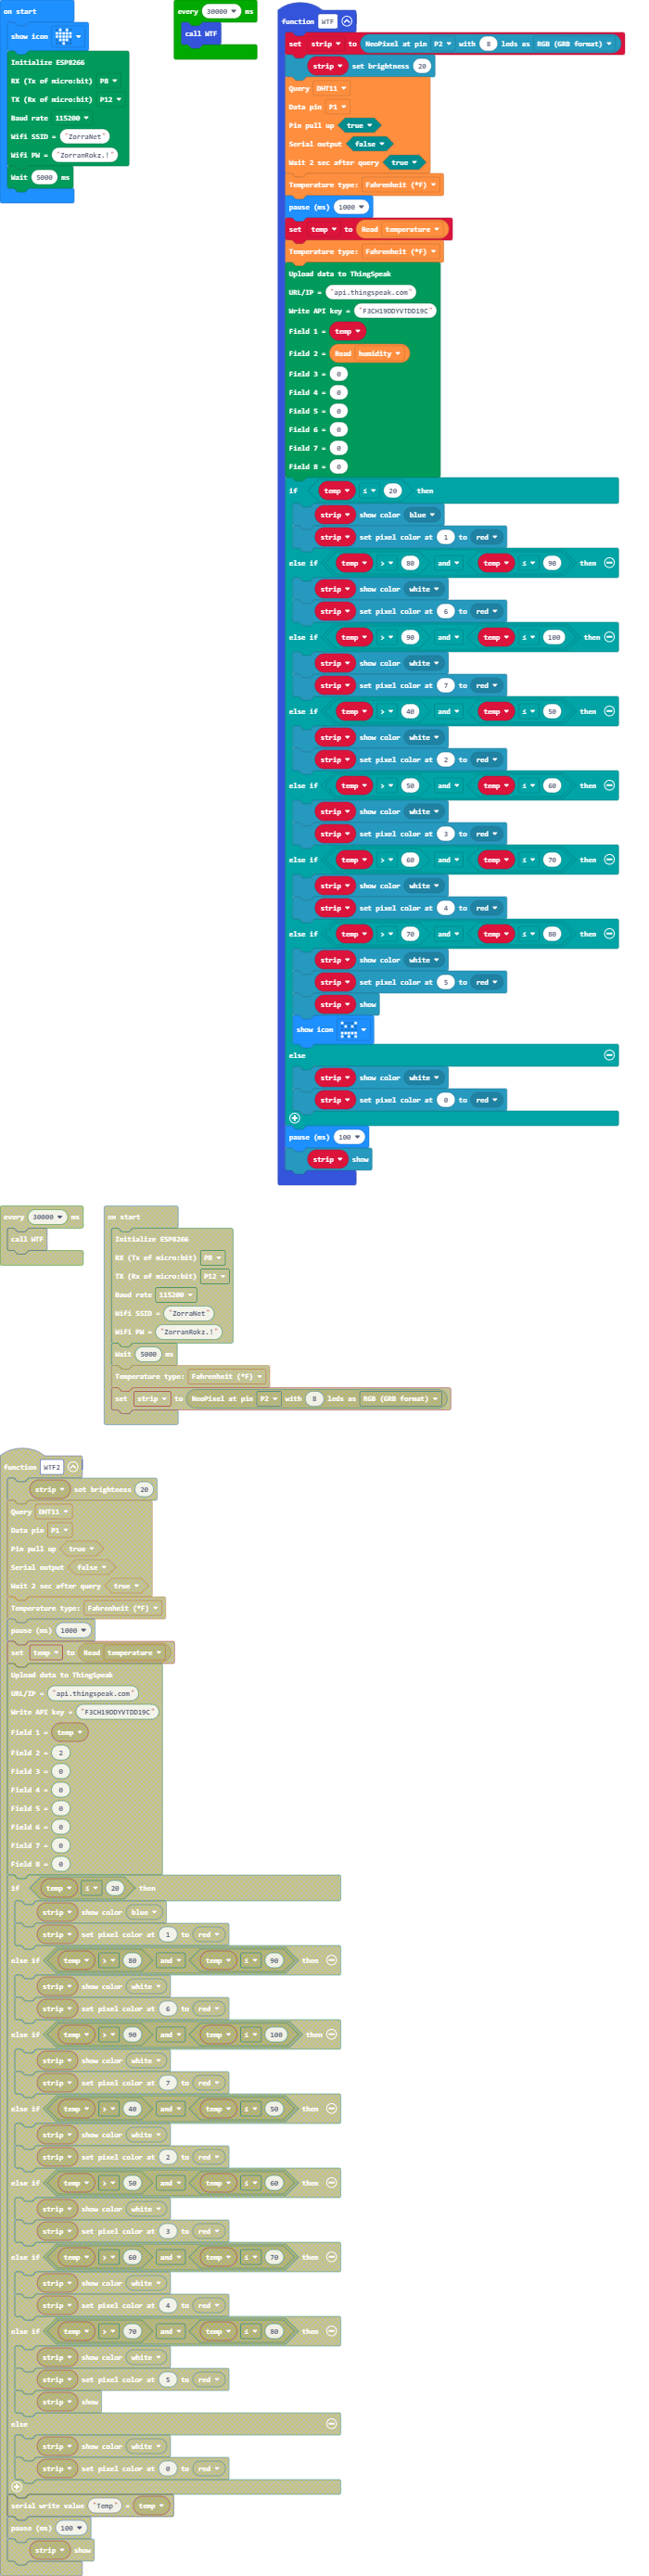 on start
show icon
Initialize ESP8266
RX (Tx of micro:bit) P8
TX (Rx of micro:bit) P12
Baud rate 115200
Wifi SSID = "ZorraNet"
Wifi PW = "ZorranRokz.!"
Wait 5000 ms
every 30000 ms
call WTF
function WTF
set strip to NeoPixel at pin P2 with 8 leds as RGB (GRB format)
strip set brightness 20
Query DHT11
Data pin P1
Pin pull up true
Serial output false
Wait 2 sec after query true
Temperature type: Fahrenheit (*F)
pause (ms) 1000
set temp to Read temperature
Temperature type: Fahrenheit (*F)
Upload data to ThingSpeak
URL/IP = "api.thingspeak.com"
Write API key = "F3CH19DDYVTDD19C"
Field 1 = temp
Field 2 = Read humidity
Field 3 = 0
Field 4 = 0
Field 5 = 0
Field 6 = 0
Field 7 = 0
Field 8 = 0
if temp ≤ 20 then
strip show color blue
strip set pixel color at 1 to red
else if temp > 80 and temp ≤ 90 then
strip show color white
strip set pixel color at 6 to red
else if temp > 90 and temp ≤ 100 then
strip show color white
strip set pixel color at 7 to red
else if temp > 40 and temp ≤ 50 then
strip show color white
strip set pixel color at 2 to red
else if temp > 50 and temp ≤ 60 then
strip show color white
strip set pixel color at 3 to red
else if temp > 60 and temp ≤ 70 then
strip show color white
strip set pixel color at 4 to red
else if temp > 70 and temp ≤ 80 then
strip show color white
strip set pixel color at 5 to red
strip show
show icon
else
strip show color white
strip set pixel color at 0 to red
pause (ms) 100
strip show
every 30000 ms
call WTF
on start
Initialize ESP8266
RX (Tx of micro:bit) P8
TX (Rx of micro:bit) P12
Baud rate 115200
Wifi SSID = "ZorraNet"
Wifi PW = "ZorranRokz.!"
Wait 5000 ms
Temperature type: Fahrenheit (*F)
set strip to NeoPixel at pin P2 with 8 leds as RGB (GRB format)
function WTF2
strip set brightness 20
Query DHT11
Data pin P1
Pin pull up true
Serial output false
Wait 2 sec after query true
Temperature type: Fahrenheit (*F)
pause (ms) 1000
set temp to Read temperature
Upload data to ThingSpeak
URL/IP = "api.thingspeak.com"
Write API key = "F3CH19DDYVTDD19C"
Field 1 = temp
Field 2 = 2
Field 3 = 0
Field 4 = 0
Field 5 = 0
Field 6 = 0
Field 7 = 0
Field 8 = 0
if temp ≤ 20 then
strip show color blue
strip set pixel color at 1 to red
else if temp > 80 and temp ≤ 90 then
strip show color white
strip set pixel color at 6 to red
else if temp > 90 and temp ≤ 100 then
strip show color white
strip set pixel color at 7 to red
else if temp > 40 and temp ≤ 50 then
strip show color white
strip set pixel color at 2 to red
else if temp > 50 and temp ≤ 60 then
strip show color white
strip set pixel color at 3 to red
else if temp > 60 and temp ≤ 70 then
strip show color white
strip set pixel color at 4 to red
else if temp > 70 and temp ≤ 80 then
strip show color white
strip set pixel color at 5 to red
strip show
else
strip show color white
strip set pixel color at 0 to red
serial write value "Temp" = temp
pause (ms) 100
strip show